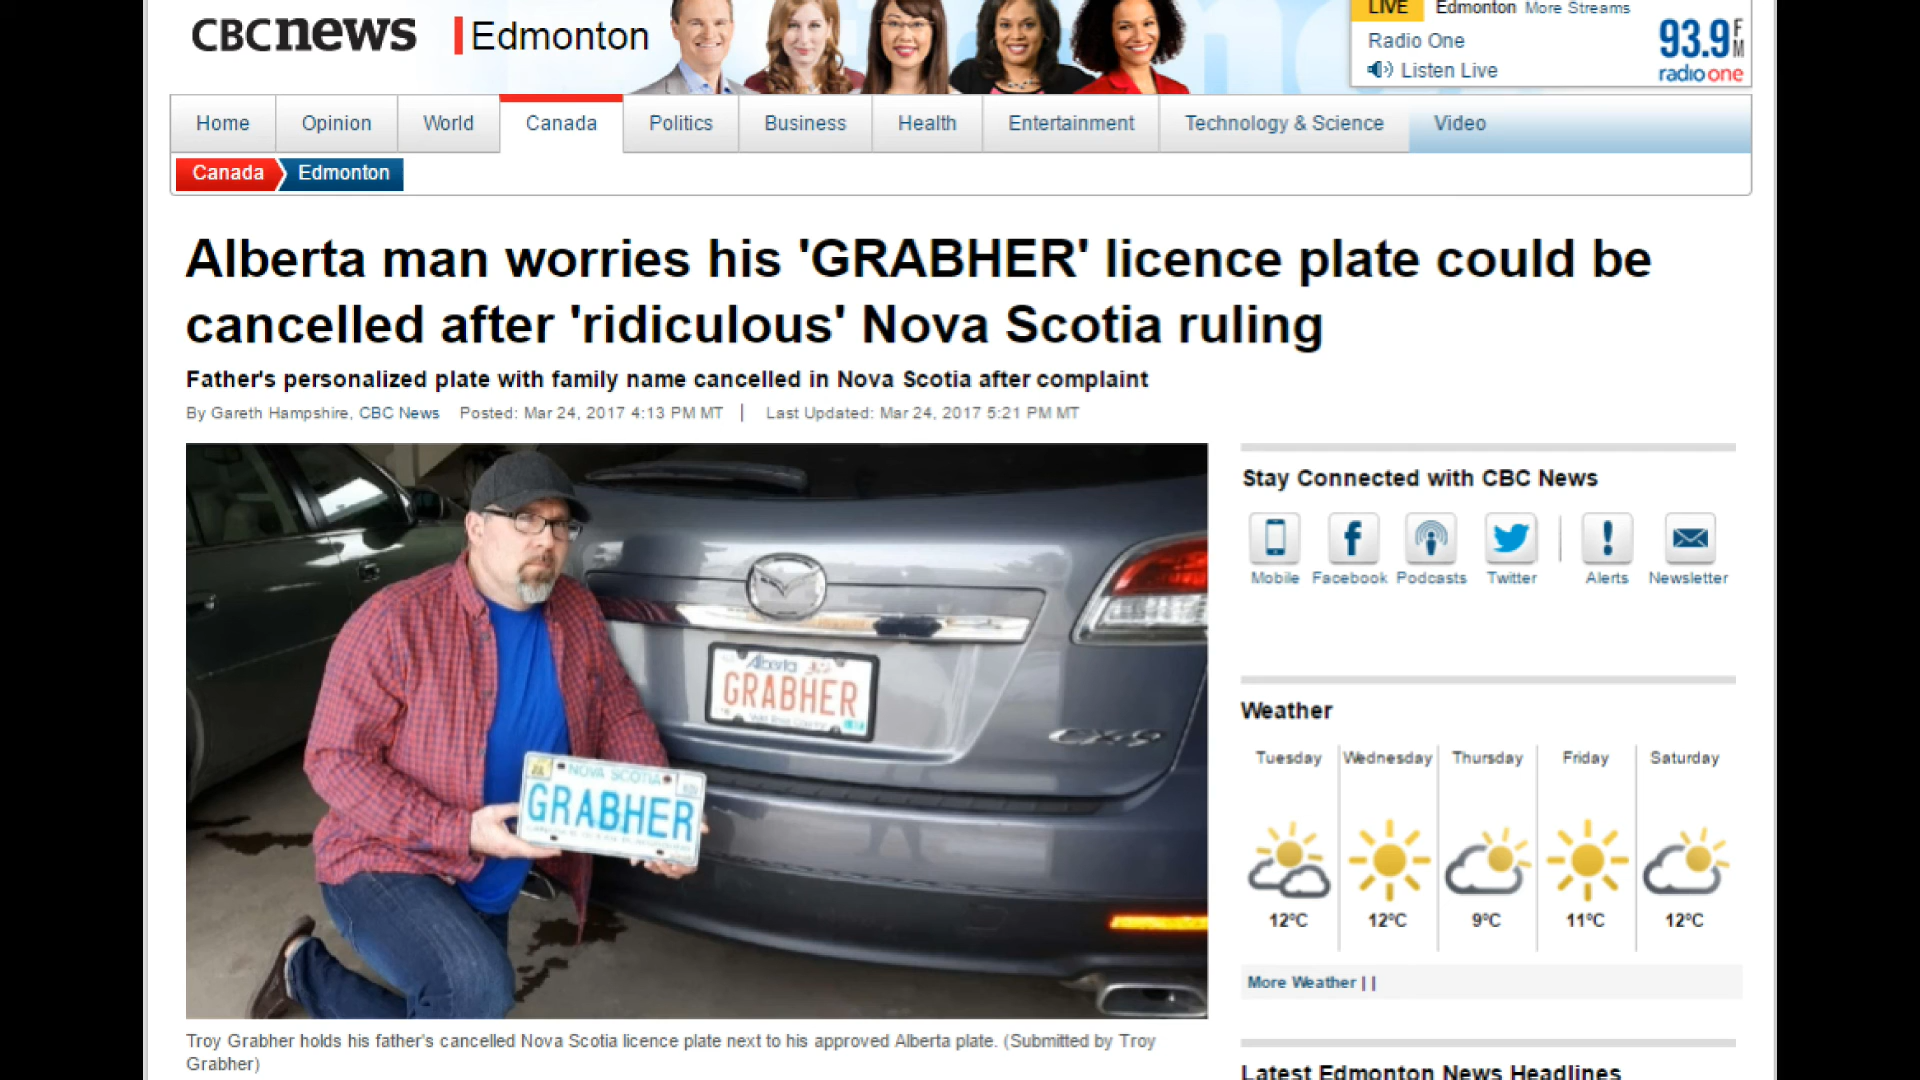 CBCnews | Edmonton
LIVE Edmonton More Streams
Radio One
Listen Live
93.9 FM
radio one
Home Opinion World Canada Politics Business Health Entertainment Technology & Science Video
Canada Edmonton
Alberta man worries his 'GRABHER' licence plate could be
cancelled after 'ridiculous' Nova Scotia ruling
Father's personalized plate with family name cancelled in Nova Scotia after complaint
By Gareth Hampshire, CBC News Posted: Mar 24, 2017 4:13 PM MT | Last Updated: Mar 24, 2017 5:21 PM MT
Alberta
GRABHER
CX-9
NOVA SCOTIA
GRABHER
Troy Grabher holds his father's cancelled Nova Scotia licence plate next to his approved Alberta plate. (Submitted by Troy
Grabher)
Stay Connected with CBC News
Mobile Facebook Podcasts Twitter Alerts Newsletter
Weather
Tuesday Wednesday Thursday Friday Saturday
12°C 12°C 9°C 11°C 12°C
More Weather | |
Latest Edmonton News Headlines